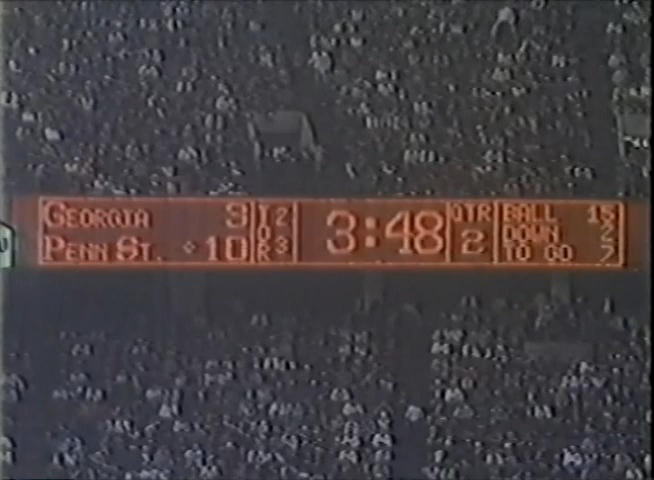 GEORGIA 3
PENN ST. 10
T 2
O
R 3
3:48
QTR
2
BALL 15
DOWN 2
TO GO 7